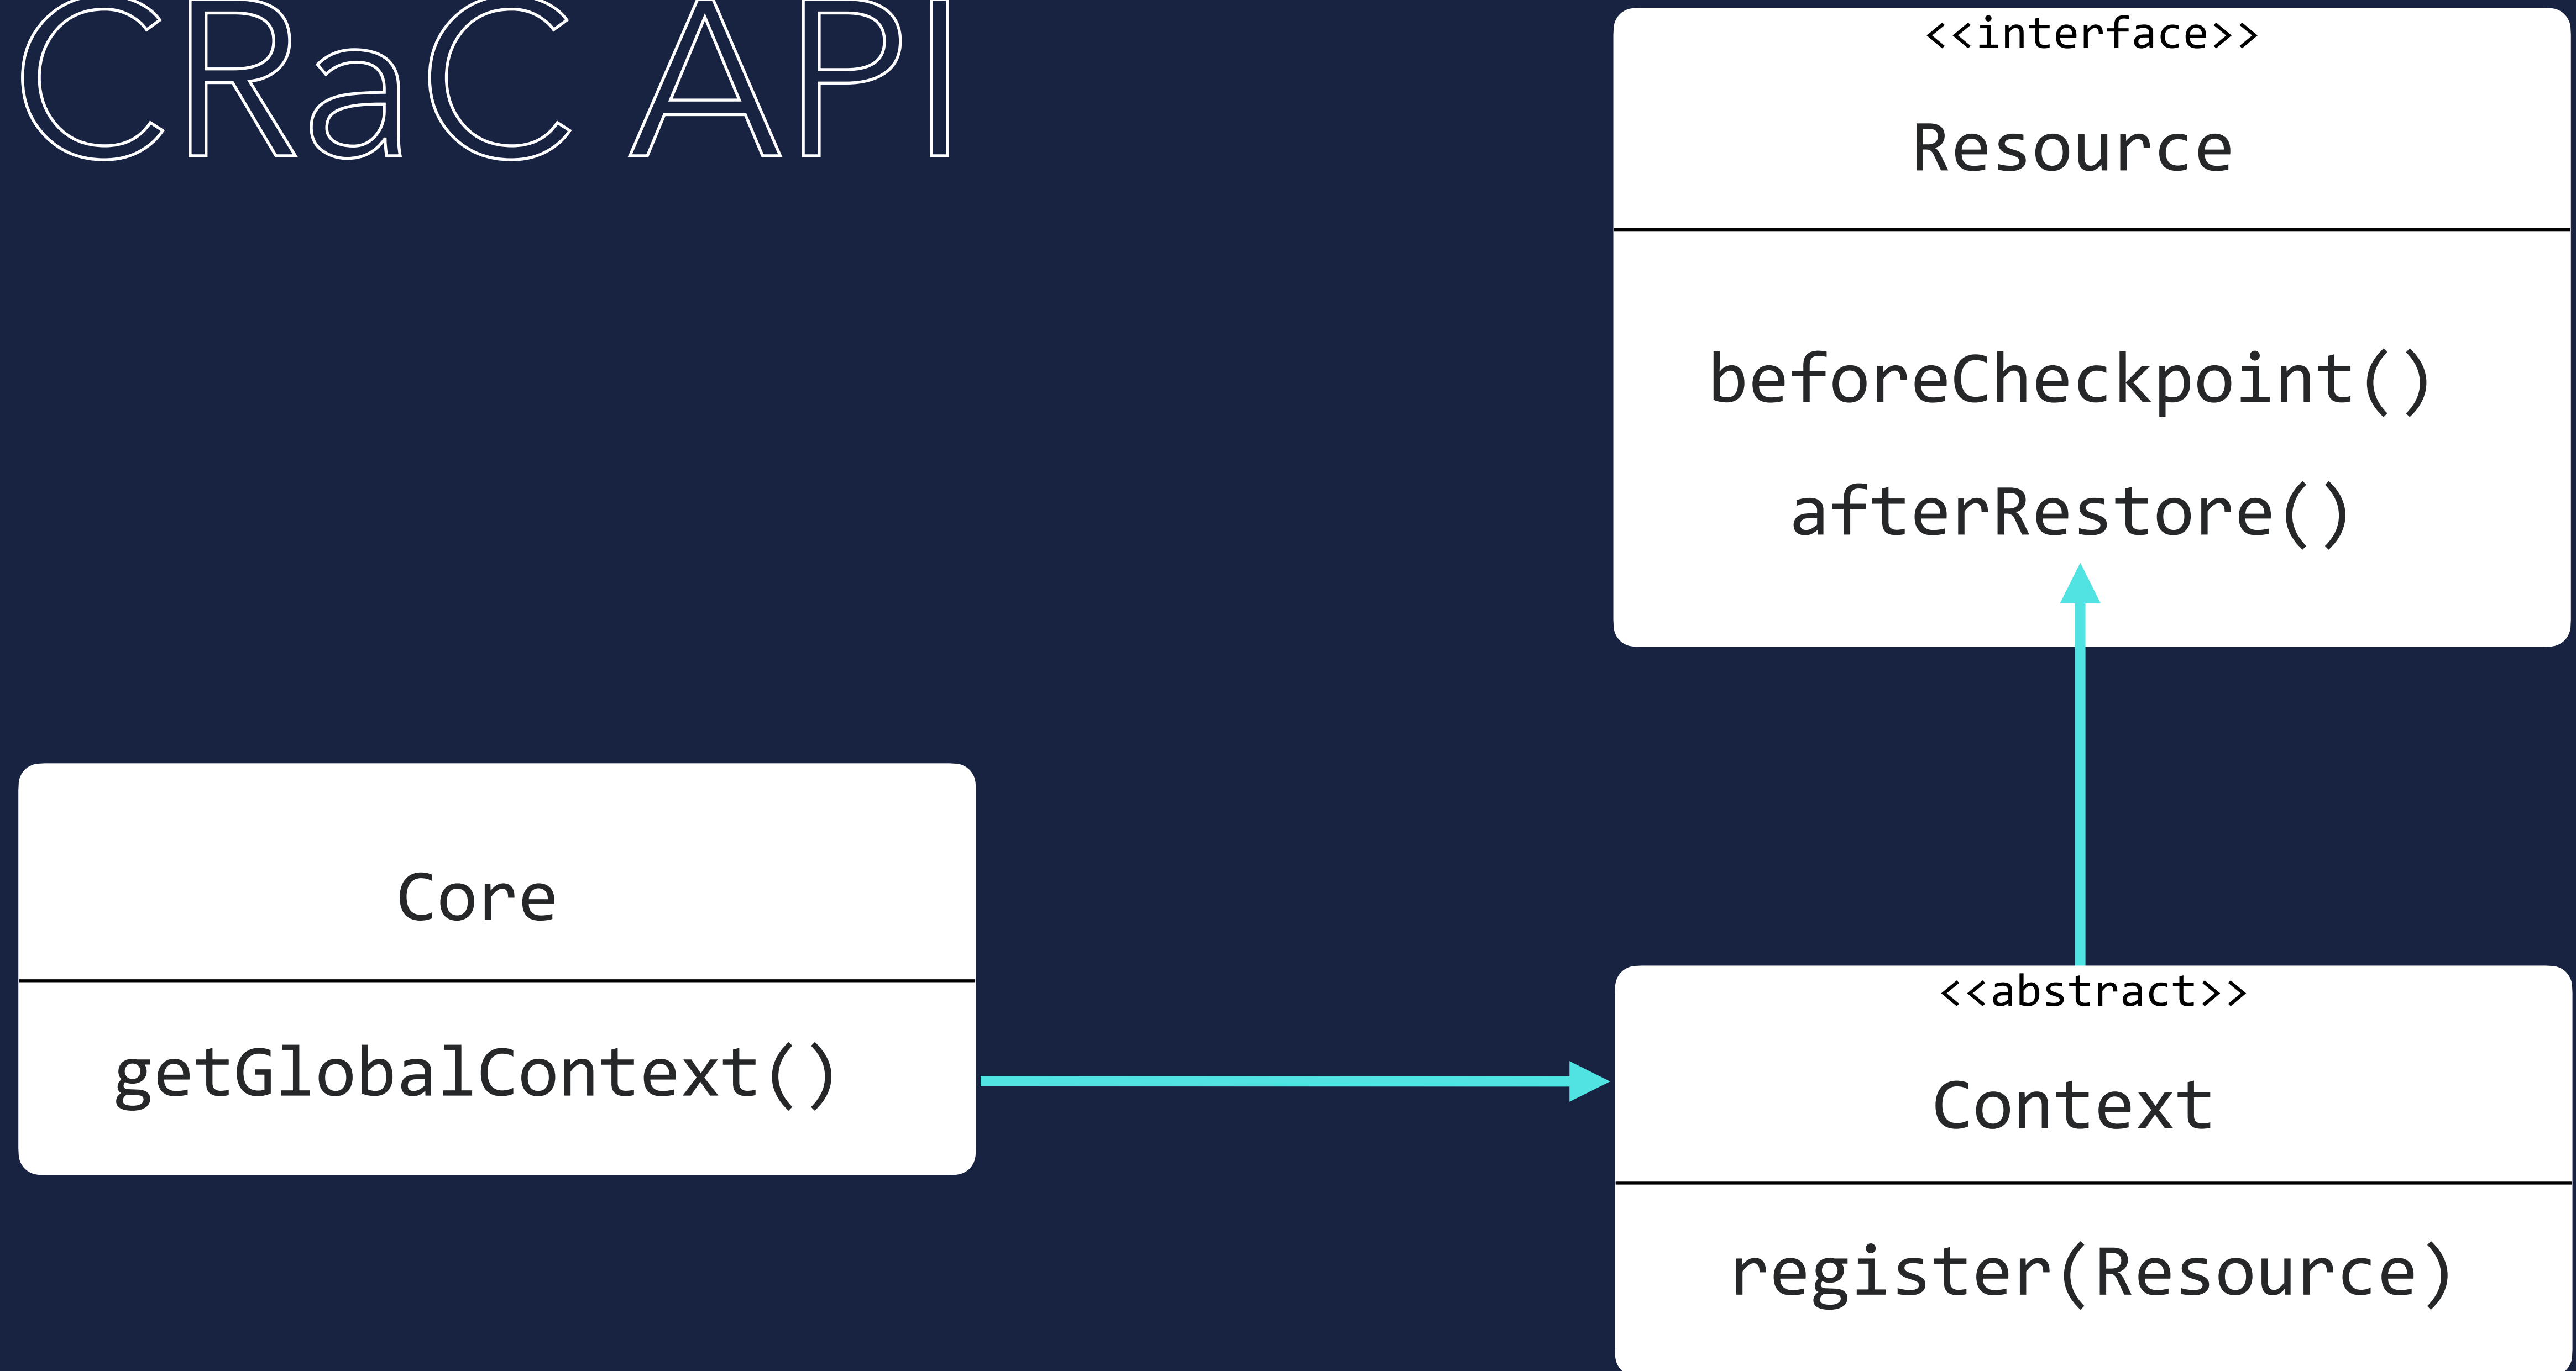 CRaC API
<<interface>>
Resource
beforeCheckpoint()
afterRestore()
Core
getGlobalContext()
<<abstract>>
Context
register(Resource)